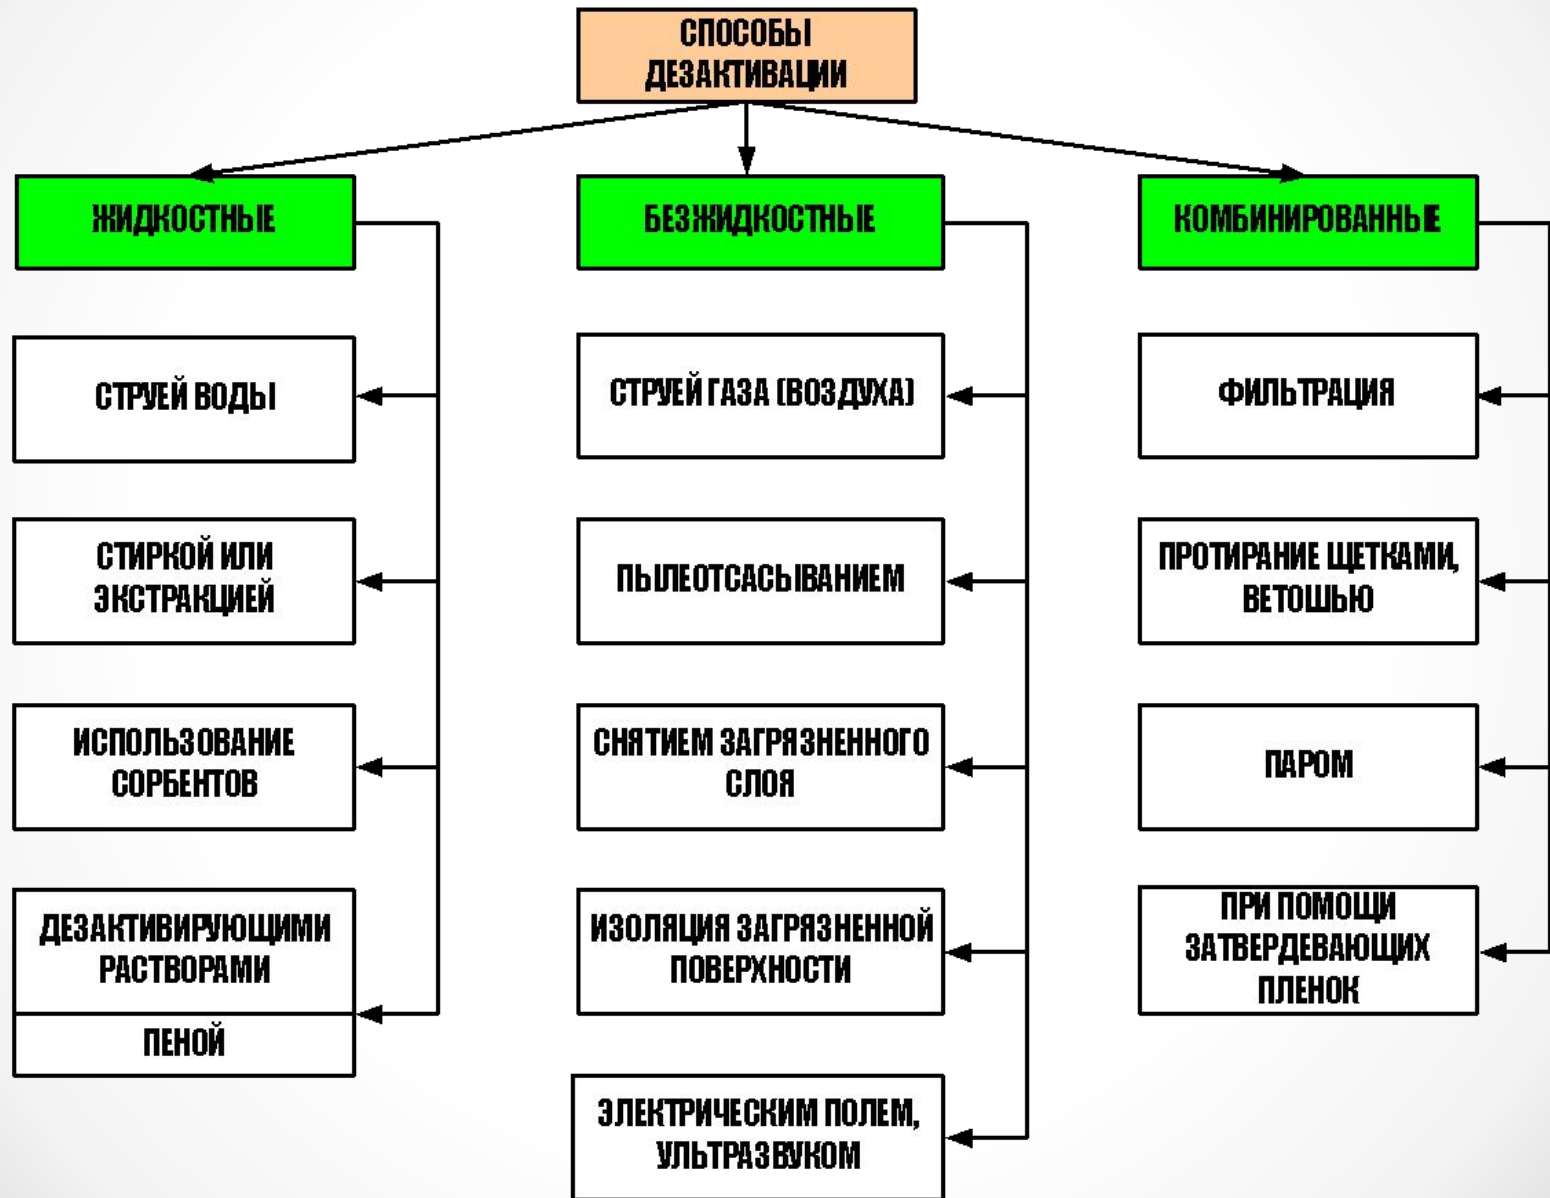 СПОСОБЫ
ДЕЗАКТИВАЦИИ
ЖИДКОСТНЫЕ
СТРУЕЙ ВОДЫ
СТИРКОЙ ИЛИ
ЭКСТРАКЦИЕЙ
ИСПОЛЬЗОВАНИЕ
СОРБЕНТОВ
ДЕЗАКТИВИРУЮЩИМИ
РАСТВОРАМИ
ПЕНОЙ
БЕЗЖИДКОСТНЫЕ
СТРУЕЙ ГАЗА (ВОЗДУХА)
ПЫЛЕОТСАСЫВАНИЕМ
СНЯТИЕМ ЗАГРЯЗНЕННОГО
СЛОЯ
ИЗОЛЯЦИЯ ЗАГРЯЗНЕННОЙ
ПОВЕРХНОСТИ
ЭЛЕКТРИЧЕСКИМ ПОЛЕМ,
УЛЬТРАЗВУКОМ
КОМБИНИРОВАННЫЕ
ФИЛЬТРАЦИЯ
ПРОТИРАНИЕ ЩЕТКАМИ,
ВЕТОШЬЮ
ПАРОМ
ПРИ ПОМОЩИ
ЗАТВЕРДЕВАЮЩИХ
ПЛЕНОК